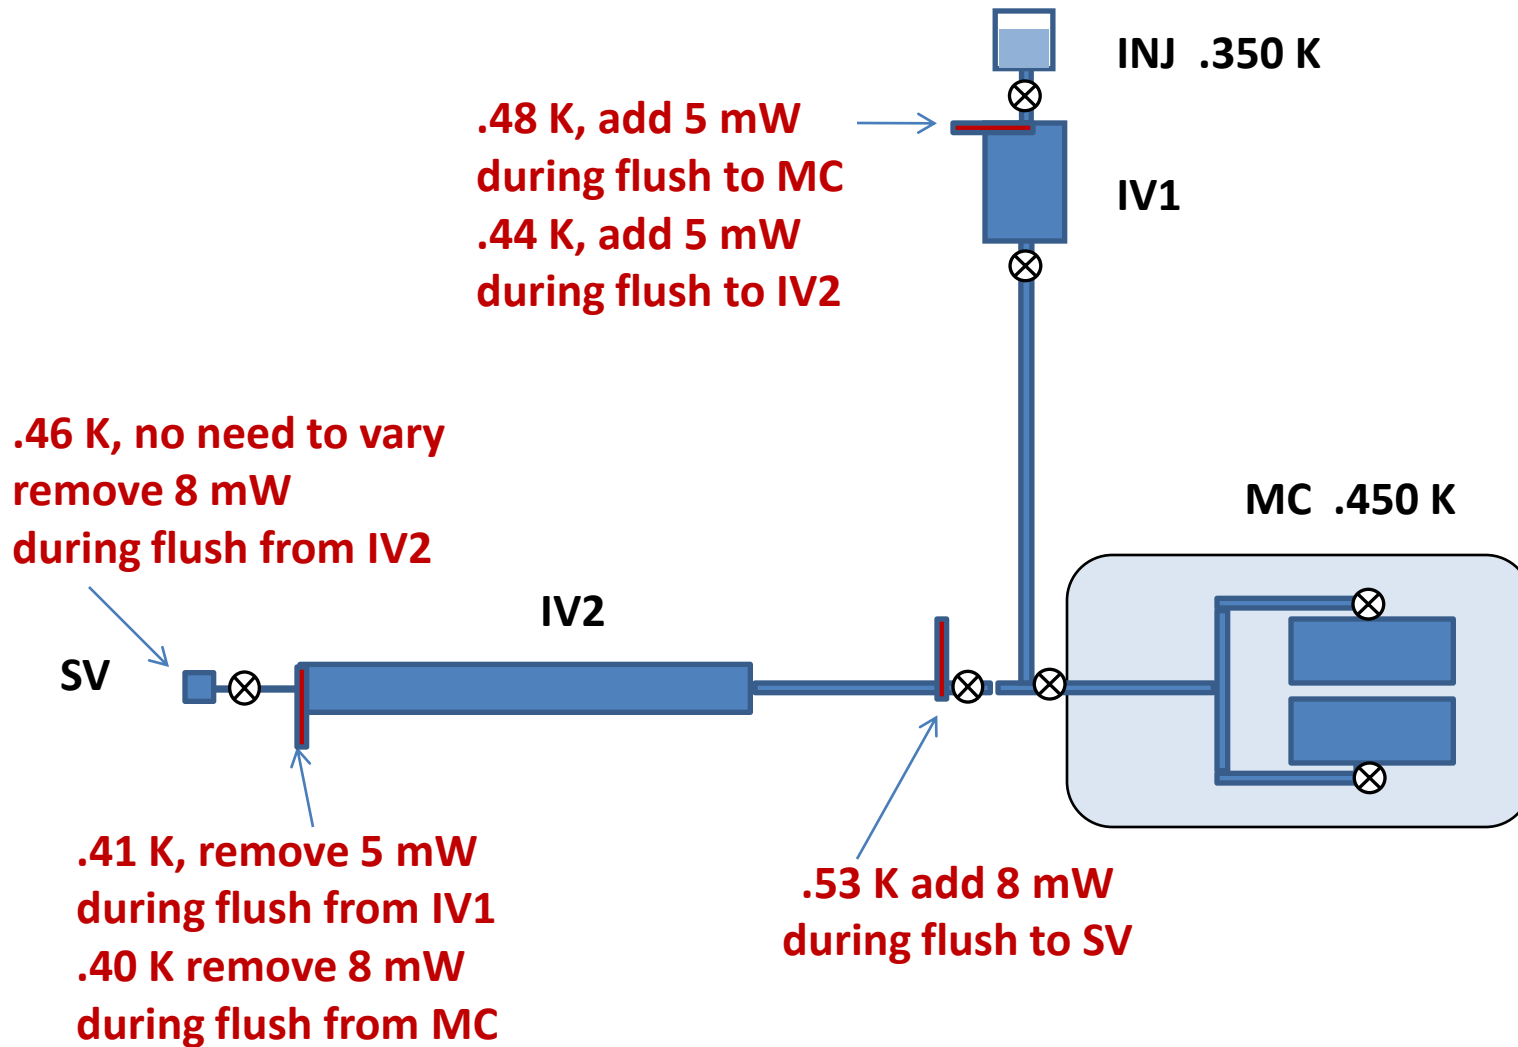 INJ .350 K
.48 K, add 5 mW
during flush to MC
.44 K, add 5 mW
during flush to IV2
IV1
.46 K, no need to vary
remove 8 mW
during flush from IV2
MC .450 K
IV2
SV
.41 K, remove 5 mW
during flush from IV1
.40 K remove 8 mW
during flush from MC
.53 K add 8 mW
during flush to SV